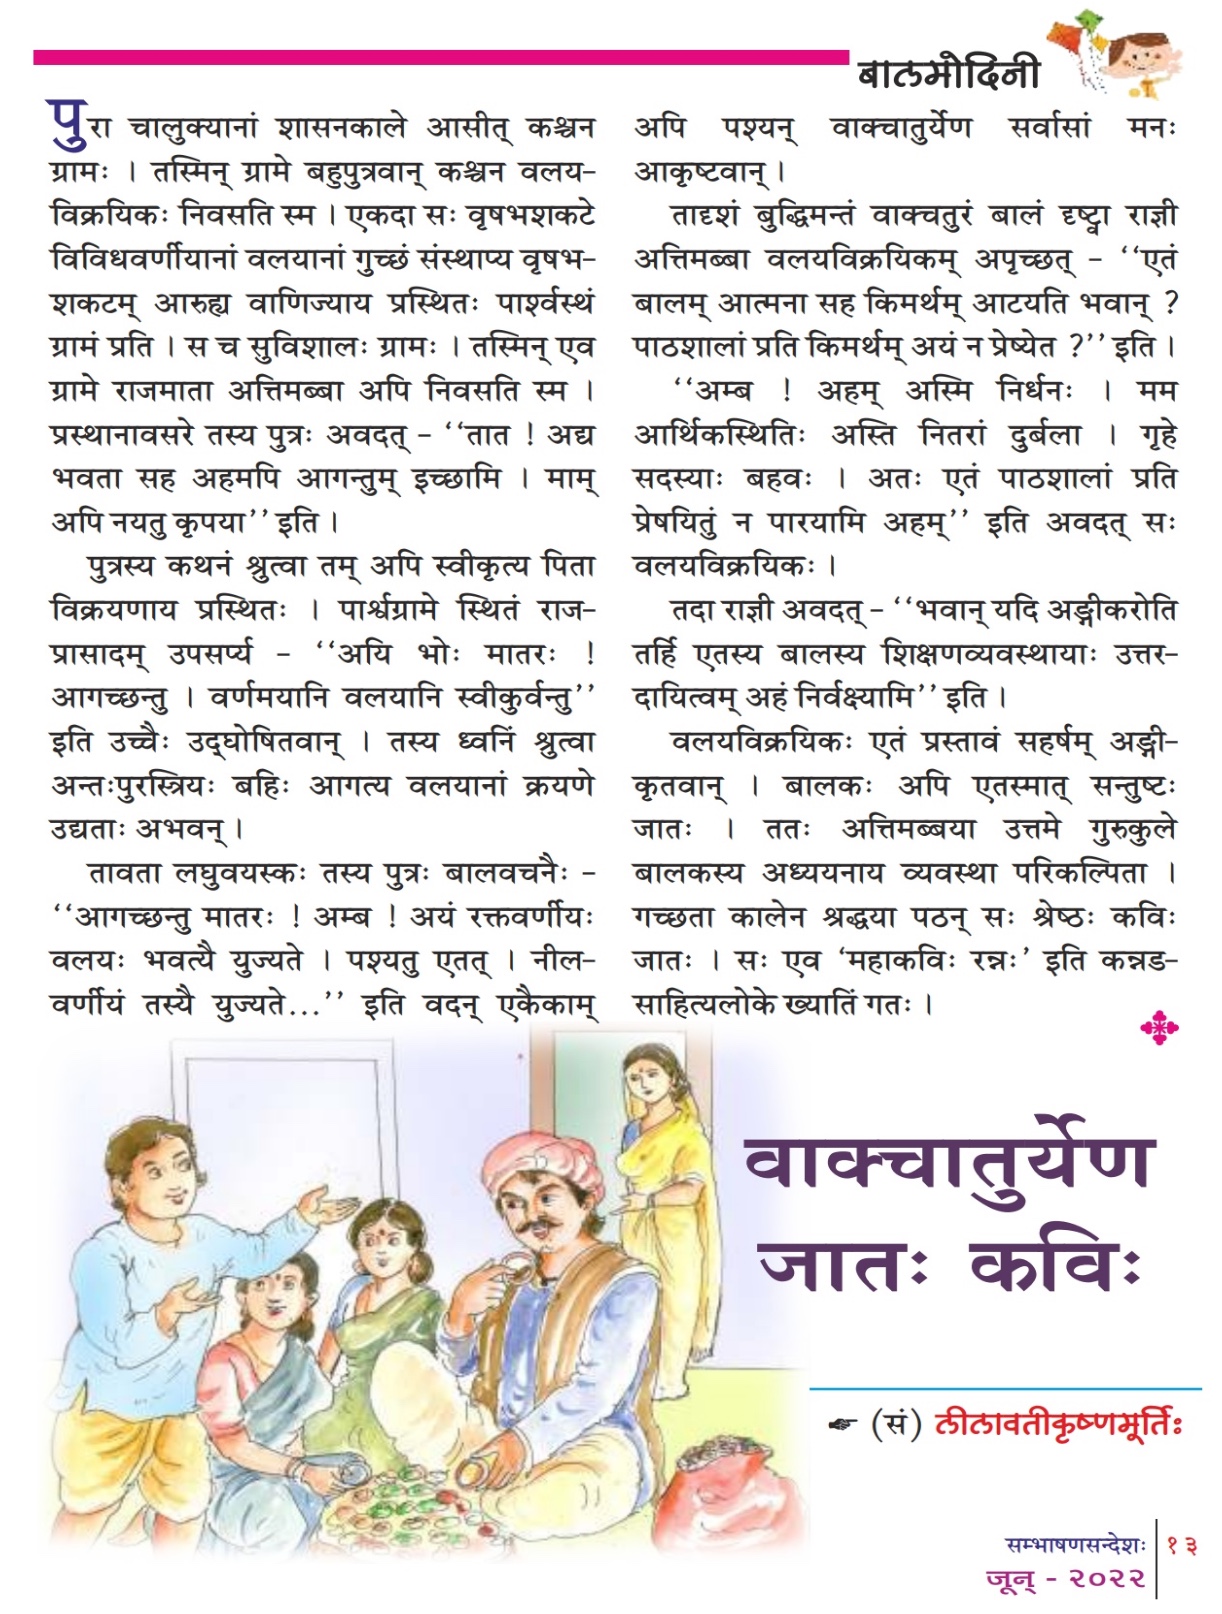 बालमोदिनी
पुरा चालुक्यानां शासनकाले आसीत् कश्चन
ग्रामः । तस्मिन् ग्रामे बहुपुत्रवान् कश्चन वलय-
विक्रयिकः निवसति स्म । एकदा सः वृषभशकटे
विविधवर्णीयानां वलयानां गुच्छं संस्थाप्य वृषभ-
शकटम् आरुह्य वाणिज्याय प्रस्थितः पार्श्वस्थं
ग्रामं प्रति । स च सुविशालः ग्रामः । तस्मिन् एव
ग्रामे राजमाता अत्तिमब्बा अपि निवसति स्म ।
प्रस्थानावसरे तस्य पुत्रः अवदत् - ‘‘तात ! अद्य
भवता सह अहमपि आगन्तुम् इच्छामि । माम्
अपि नयतु कृपया’’ इति ।
पुत्रस्य कथनं श्रुत्वा तम् अपि स्वीकृत्य पिता
विक्रयणाय प्रस्थितः । पार्श्वग्रामे स्थितं राज-
प्रासादम् उपसर्प्य - ‘‘अयि भोः मातरः !
आगच्छन्तु । वर्णमयानि वलयानि स्वीकुर्वन्तु’’
इति उच्चैः उद्घोषितवान् । तस्य ध्वनिं श्रुत्वा
अन्तःपुरस्त्रियः बहिः आगत्य वलयानां क्रयणे
उद्यताः अभवन् ।
तावता लघुवयस्कः तस्य पुत्रः बालवचनैः -
‘‘आगच्छन्तु मातरः ! अम्ब ! अयं रक्तवर्णीयः
वलयः भवत्यै युज्यते । पश्यतु एतत् । नील-
वर्णीयं तस्यै युज्यते...’’ इति वदन् एकैकाम्
अपि पश्यन् वाक्चातुर्येण सर्वासां मनः
आकृष्टवान् ।
तादृशं बुद्धिमन्तं वाक्चतुरं बालं दृष्ट्वा राज्ञी
अत्तिमब्बा वलयविक्रयिकम् अपृच्छत् - ‘‘एतं
बालम् आत्मना सह किमर्थम् आटयति भवान् ?
पाठशालां प्रति किमर्थम् अयं न प्रेष्येत ?’’ इति ।
‘‘अम्ब ! अहम् अस्मि निर्धनः । मम
आर्थिकस्थितिः अस्ति नितरां दुर्बला । गृहे
सदस्याः बहवः । अतः एतं पाठशालां प्रति
प्रेषयितुं न पारयामि अहम्’’ इति अवदत् सः
वलयविक्रयिकः ।
तदा राज्ञी अवदत् - ‘‘भवान् यदि अङ्गीकरोति
तर्हि एतस्य बालस्य शिक्षणव्यवस्थायाः उत्तर-
दायित्वम् अहं निर्वक्ष्यामि’’ इति ।
वलयविक्रयिकः एतं प्रस्तावं सहर्षम् अङ्गी-
कृतवान् । बालकः अपि एतस्मात् सन्तुष्टः
जातः । ततः अत्तिमब्बया उत्तमे गुरुकुले
बालकस्य अध्ययनाय व्यवस्था परिकल्पिता ।
गच्छता कालेन श्रद्धया पठन् सः श्रेष्ठः कविः
जातः । सः एव ‘महाकविः रन्नः’ इति कन्नड-
साहित्यलोके ख्यातिं गतः ।
वाक्चातुर्येण
जातः कविः
☛ (सं) लीलावतीकृष्णमूर्तिः
सम्भाषणसन्देशः १३
जून् - २०२२